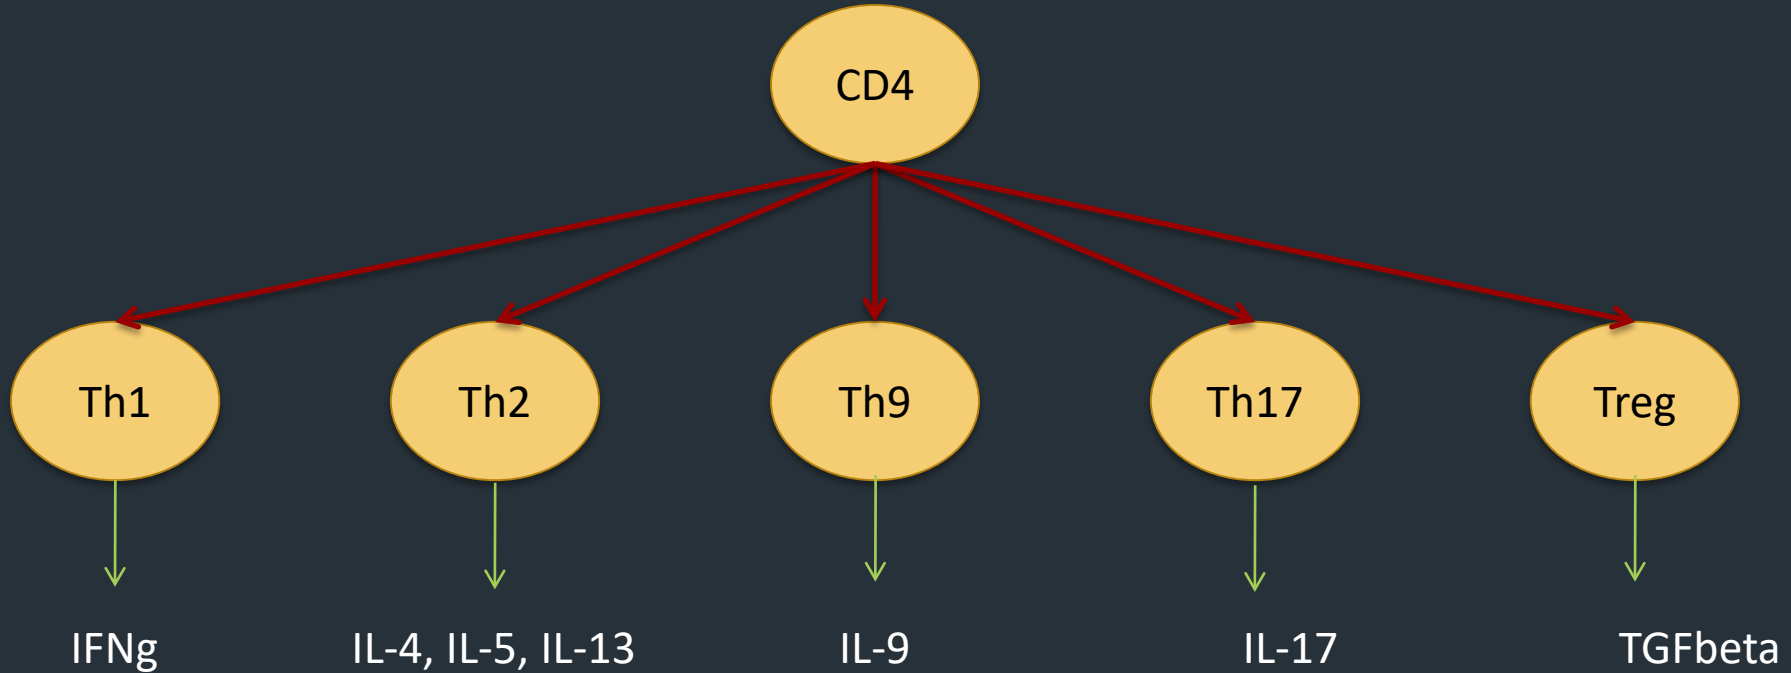 CD4
Th1
Th2
Th9
Th17
Treg
IFNg
IL-4, IL-5, IL-13
IL-9
IL-17
TGFbeta